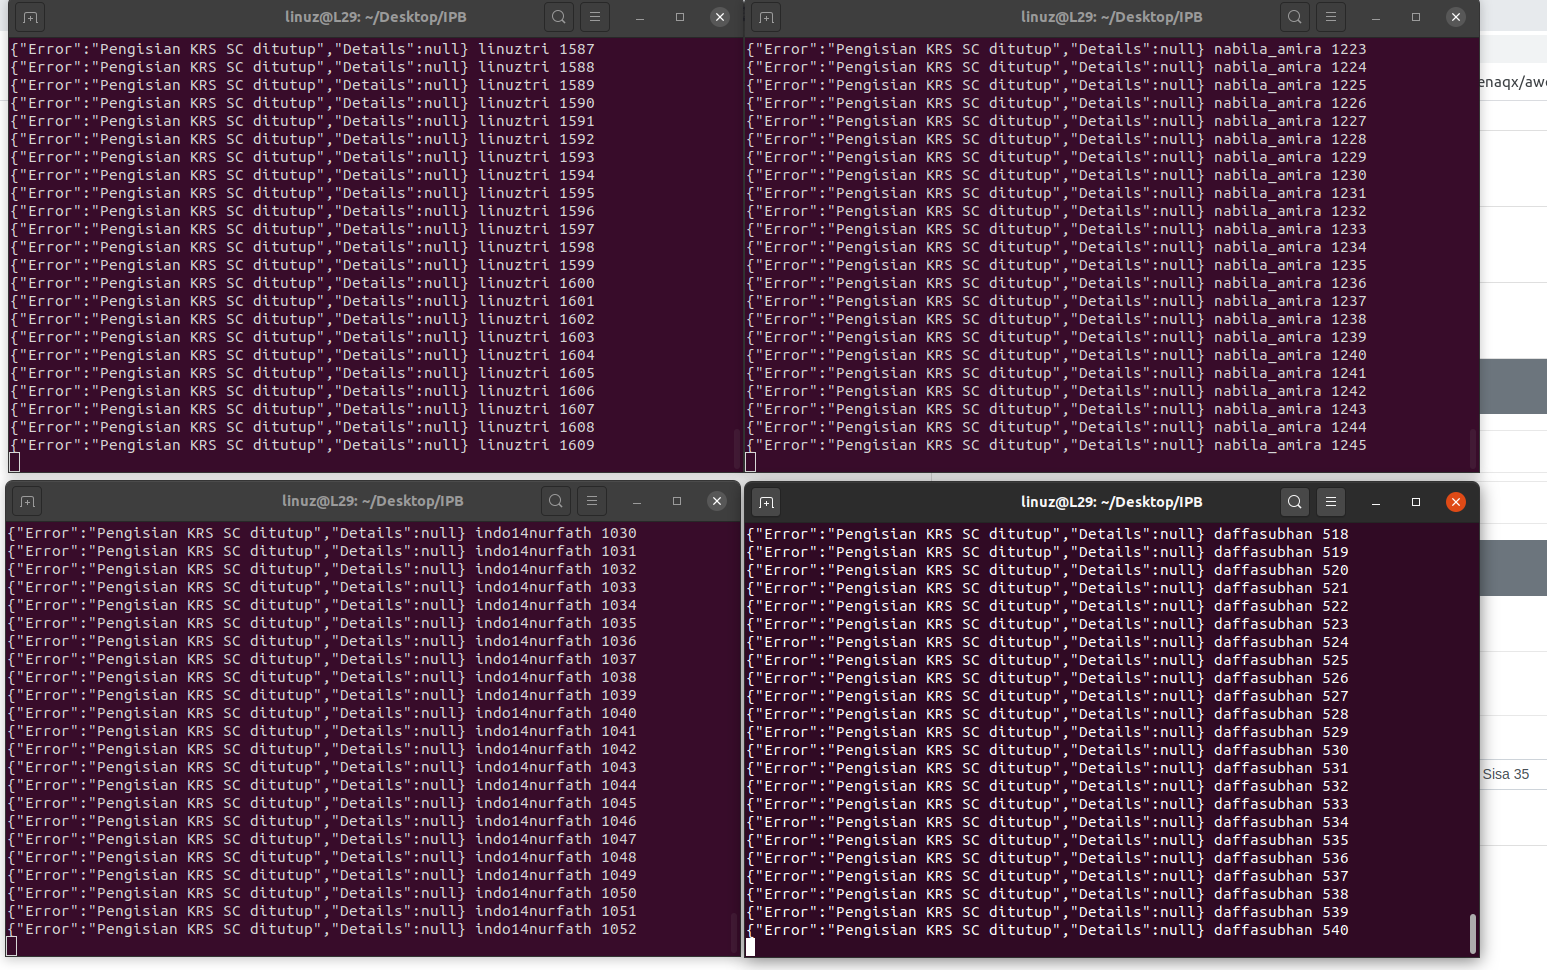 linuz@L29: ~/Desktop/IPB
{"Error":"Pengisian KRS SC ditutup","Details":null} linuztri 1587
{"Error":"Pengisian KRS SC ditutup","Details":null} linuztri 1588
{"Error":"Pengisian KRS SC ditutup","Details":null} linuztri 1589
{"Error":"Pengisian KRS SC ditutup","Details":null} linuztri 1590
{"Error":"Pengisian KRS SC ditutup","Details":null} linuztri 1591
{"Error":"Pengisian KRS SC ditutup","Details":null} linuztri 1592
{"Error":"Pengisian KRS SC ditutup","Details":null} linuztri 1593
{"Error":"Pengisian KRS SC ditutup","Details":null} linuztri 1594
{"Error":"Pengisian KRS SC ditutup","Details":null} linuztri 1595
{"Error":"Pengisian KRS SC ditutup","Details":null} linuztri 1596
{"Error":"Pengisian KRS SC ditutup","Details":null} linuztri 1597
{"Error":"Pengisian KRS SC ditutup","Details":null} linuztri 1598
{"Error":"Pengisian KRS SC ditutup","Details":null} linuztri 1599
{"Error":"Pengisian KRS SC ditutup","Details":null} linuztri 1600
{"Error":"Pengisian KRS SC ditutup","Details":null} linuztri 1601
{"Error":"Pengisian KRS SC ditutup","Details":null} linuztri 1602
{"Error":"Pengisian KRS SC ditutup","Details":null} linuztri 1603
{"Error":"Pengisian KRS SC ditutup","Details":null} linuztri 1604
{"Error":"Pengisian KRS SC ditutup","Details":null} linuztri 1605
{"Error":"Pengisian KRS SC ditutup","Details":null} linuztri 1606
{"Error":"Pengisian KRS SC ditutup","Details":null} linuztri 1607
{"Error":"Pengisian KRS SC ditutup","Details":null} linuztri 1608
{"Error":"Pengisian KRS SC ditutup","Details":null} linuztri 1609
linuz@L29: ~/Desktop/IPB
{"Error":"Pengisian KRS SC ditutup","Details":null} nabila_amira 1223
{"Error":"Pengisian KRS SC ditutup","Details":null} nabila_amira 1224
{"Error":"Pengisian KRS SC ditutup","Details":null} nabila_amira 1225
{"Error":"Pengisian KRS SC ditutup","Details":null} nabila_amira 1226
{"Error":"Pengisian KRS SC ditutup","Details":null} nabila_amira 1227
{"Error":"Pengisian KRS SC ditutup","Details":null} nabila_amira 1228
{"Error":"Pengisian KRS SC ditutup","Details":null} nabila_amira 1229
{"Error":"Pengisian KRS SC ditutup","Details":null} nabila_amira 1230
{"Error":"Pengisian KRS SC ditutup","Details":null} nabila_amira 1231
{"Error":"Pengisian KRS SC ditutup","Details":null} nabila_amira 1232
{"Error":"Pengisian KRS SC ditutup","Details":null} nabila_amira 1233
{"Error":"Pengisian KRS SC ditutup","Details":null} nabila_amira 1234
{"Error":"Pengisian KRS SC ditutup","Details":null} nabila_amira 1235
{"Error":"Pengisian KRS SC ditutup","Details":null} nabila_amira 1236
{"Error":"Pengisian KRS SC ditutup","Details":null} nabila_amira 1237
{"Error":"Pengisian KRS SC ditutup","Details":null} nabila_amira 1238
{"Error":"Pengisian KRS SC ditutup","Details":null} nabila_amira 1239
{"Error":"Pengisian KRS SC ditutup","Details":null} nabila_amira 1240
{"Error":"Pengisian KRS SC ditutup","Details":null} nabila_amira 1241
{"Error":"Pengisian KRS SC ditutup","Details":null} nabila_amira 1242
{"Error":"Pengisian KRS SC ditutup","Details":null} nabila_amira 1243
{"Error":"Pengisian KRS SC ditutup","Details":null} nabila_amira 1244
{"Error":"Pengisian KRS SC ditutup","Details":null} nabila_amira 1245
enaqx/awe
linuz@L29: ~/Desktop/IPB
{"Error":"Pengisian KRS SC ditutup","Details":null} indo14nurfath 1030
{"Error":"Pengisian KRS SC ditutup","Details":null} indo14nurfath 1031
{"Error":"Pengisian KRS SC ditutup","Details":null} indo14nurfath 1032
{"Error":"Pengisian KRS SC ditutup","Details":null} indo14nurfath 1033
{"Error":"Pengisian KRS SC ditutup","Details":null} indo14nurfath 1034
{"Error":"Pengisian KRS SC ditutup","Details":null} indo14nurfath 1035
{"Error":"Pengisian KRS SC ditutup","Details":null} indo14nurfath 1036
{"Error":"Pengisian KRS SC ditutup","Details":null} indo14nurfath 1037
{"Error":"Pengisian KRS SC ditutup","Details":null} indo14nurfath 1038
{"Error":"Pengisian KRS SC ditutup","Details":null} indo14nurfath 1039
{"Error":"Pengisian KRS SC ditutup","Details":null} indo14nurfath 1040
{"Error":"Pengisian KRS SC ditutup","Details":null} indo14nurfath 1041
{"Error":"Pengisian KRS SC ditutup","Details":null} indo14nurfath 1042
{"Error":"Pengisian KRS SC ditutup","Details":null} indo14nurfath 1043
{"Error":"Pengisian KRS SC ditutup","Details":null} indo14nurfath 1044
{"Error":"Pengisian KRS SC ditutup","Details":null} indo14nurfath 1045
{"Error":"Pengisian KRS SC ditutup","Details":null} indo14nurfath 1046
{"Error":"Pengisian KRS SC ditutup","Details":null} indo14nurfath 1047
{"Error":"Pengisian KRS SC ditutup","Details":null} indo14nurfath 1048
{"Error":"Pengisian KRS SC ditutup","Details":null} indo14nurfath 1049
{"Error":"Pengisian KRS SC ditutup","Details":null} indo14nurfath 1050
{"Error":"Pengisian KRS SC ditutup","Details":null} indo14nurfath 1051
{"Error":"Pengisian KRS SC ditutup","Details":null} indo14nurfath 1052
linuz@L29: ~/Desktop/IPB
{"Error":"Pengisian KRS SC ditutup","Details":null} daffasubhan 518
{"Error":"Pengisian KRS SC ditutup","Details":null} daffasubhan 519
{"Error":"Pengisian KRS SC ditutup","Details":null} daffasubhan 520
{"Error":"Pengisian KRS SC ditutup","Details":null} daffasubhan 521
{"Error":"Pengisian KRS SC ditutup","Details":null} daffasubhan 522
{"Error":"Pengisian KRS SC ditutup","Details":null} daffasubhan 523
{"Error":"Pengisian KRS SC ditutup","Details":null} daffasubhan 524
{"Error":"Pengisian KRS SC ditutup","Details":null} daffasubhan 525
{"Error":"Pengisian KRS SC ditutup","Details":null} daffasubhan 526
{"Error":"Pengisian KRS SC ditutup","Details":null} daffasubhan 527
{"Error":"Pengisian KRS SC ditutup","Details":null} daffasubhan 528
{"Error":"Pengisian KRS SC ditutup","Details":null} daffasubhan 529
{"Error":"Pengisian KRS SC ditutup","Details":null} daffasubhan 530
{"Error":"Pengisian KRS SC ditutup","Details":null} daffasubhan 531
{"Error":"Pengisian KRS SC ditutup","Details":null} daffasubhan 532
{"Error":"Pengisian KRS SC ditutup","Details":null} daffasubhan 533
{"Error":"Pengisian KRS SC ditutup","Details":null} daffasubhan 534
{"Error":"Pengisian KRS SC ditutup","Details":null} daffasubhan 535
{"Error":"Pengisian KRS SC ditutup","Details":null} daffasubhan 536
{"Error":"Pengisian KRS SC ditutup","Details":null} daffasubhan 537
{"Error":"Pengisian KRS SC ditutup","Details":null} daffasubhan 538
{"Error":"Pengisian KRS SC ditutup","Details":null} daffasubhan 539
{"Error":"Pengisian KRS SC ditutup","Details":null} daffasubhan 540
Sisa 35